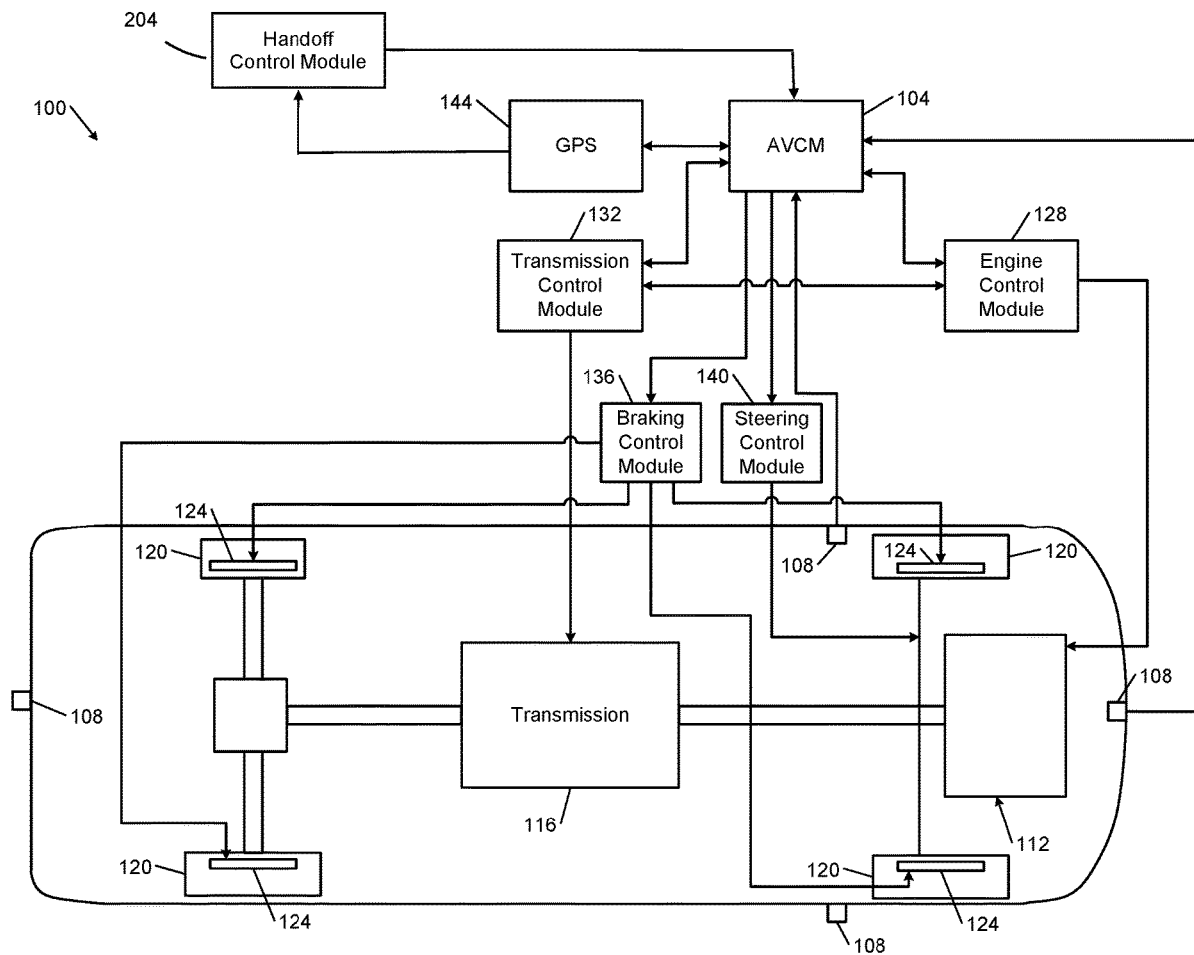 204
Handoff
Control Module
100
144
GPS
104
AVCM
132
Transmission
Control
Module
128
Engine
Control
Module
136
Braking
Control
Module
140
Steering
Control
Module
124
120
108
124
120
108
Transmission
108
116
112
120
124
120
124
108